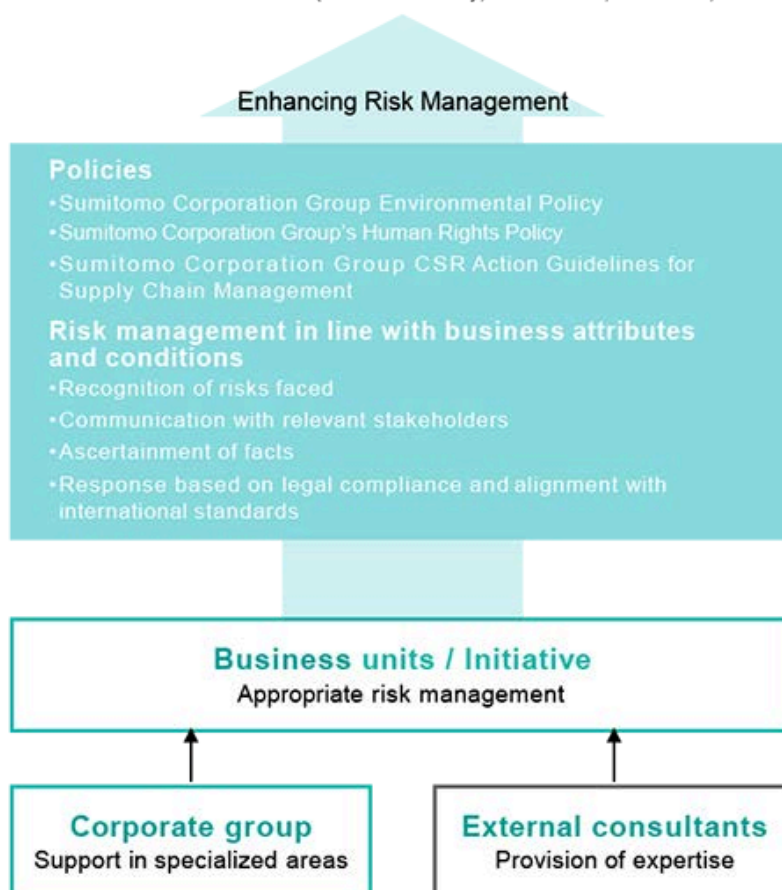 Enhancing Risk Management
Policies
•Sumitomo Corporation Group Environmental Policy
•Sumitomo Corporation Group's Human Rights Policy
•Sumitomo Corporation Group CSR Action Guidelines for
Supply Chain Management
Risk management in line with business attributes
and conditions
•Recognition of risks faced
•Communication with relevant stakeholders
•Ascertainment of facts
•Response based on legal compliance and alignment with
international standards
Business units / Initiative
Appropriate risk management
Corporate group
Support in specialized areas
External consultants
Provision of expertise